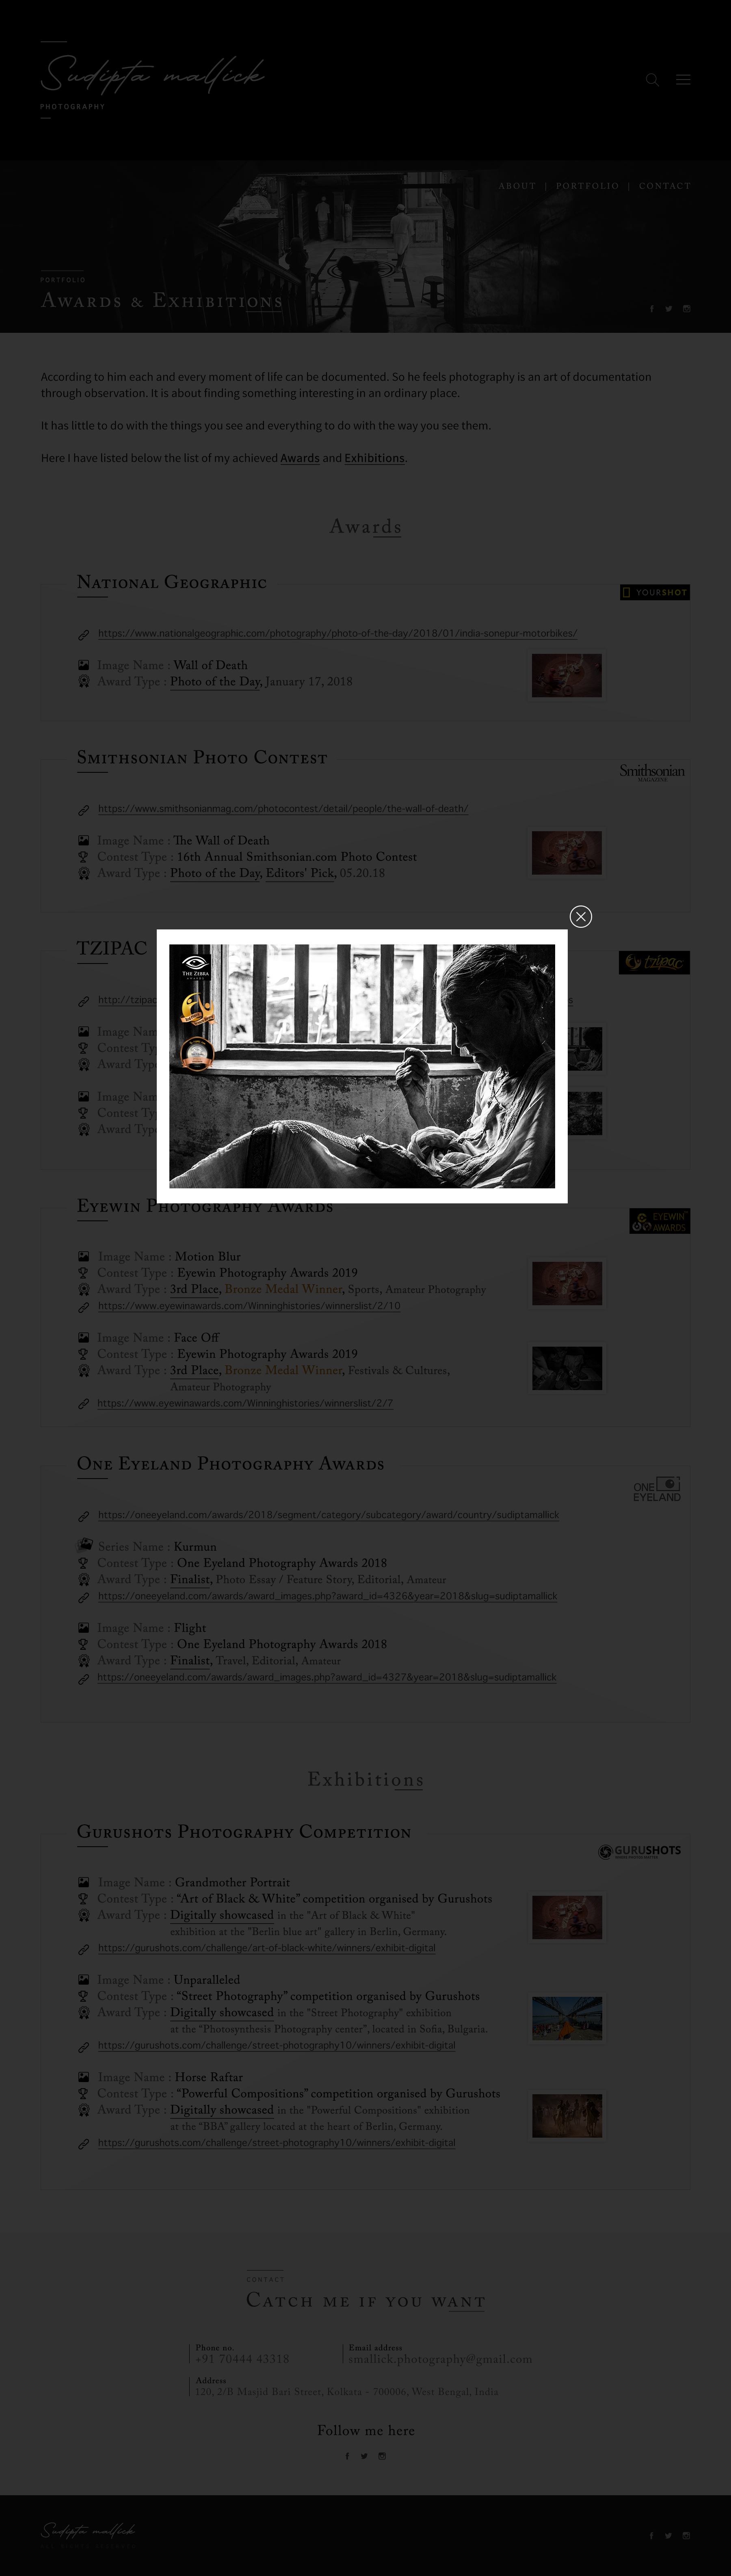 Sudipta mallick
PHOTOGRAPHY
ABOUT | PORTFOLIO | CONTACT
PORTFOLIO
Awards & Exhibitions
According to him each and every moment of life can be documented. So he feels photography is an art of documentation
through observation. It is about finding something interesting in an ordinary place.
It has little to do with the things you see and everything to do with the way you see them.
Here I have listed below the list of my achieved Awards and Exhibitions.
Awards
National Geographic
YOURSHOT
https://www.nationalgeographic.com/photography/photo-of-the-day/2018/01/india-sonepur-motorbikes/
Image Name : Wall of Death
Award Type : Photo of the Day, January 17, 2018
Smithsonian Photo Contest
Smithsonian
MAGAZINE
https://www.smithsonianmag.com/photocontest/detail/people/the-wall-of-death/
Image Name : The Wall of Death
Contest Type : 16th Annual Smithsonian.com Photo Contest
Award Type : Photo of the Day, Editors' Pick, 05.20.18
TZIPAC
tzipac
http://tzipac
Image Nam
Contest Ty
Award Type
Image Nam
Contest Ty
Award Type
THE ZEBRA
AWARDS
Eyewin Photography Awards
EYEWIN
AWARDS
Image Name : Motion Blur
Contest Type : Eyewin Photography Awards 2019
Award Type : 3rd Place, Bronze Medal Winner, Sports, Amateur Photography
https://www.eyewinawards.com/Winninghistories/winnerslist/2/10
Image Name : Face Off
Contest Type : Eyewin Photography Awards 2019
Award Type : 3rd Place, Bronze Medal Winner, Festivals & Cultures,
Amateur Photography
https://www.eyewinawards.com/Winninghistories/winnerslist/2/7
One Eyeland Photography Awards
ONE
EYELAND
https://oneeyeland.com/awards/2018/segment/category/subcategory/award/country/sudiptamallick
Series Name : Kurmun
Contest Type : One Eyeland Photography Awards 2018
Award Type : Finalist, Photo Essay / Feature Story, Editorial, Amateur
https://oneeyeland.com/awards/award_images.php?award_id=4326&year=2018&slug=sudiptamallick
Image Name : Flight
Contest Type : One Eyeland Photography Awards 2018
Award Type : Finalist, Travel, Editorial, Amateur
https://oneeyeland.com/awards/award_images.php?award_id=4327&year=2018&slug=sudiptamallick
Exhibitions
Gurushots Photography Competition
GURUSHOTS
Image Name : Grandmother Portrait
Contest Type : "Art of Black & White" competition organised by Gurushots
Award Type : Digitally showcased in the "Art of Black & White"
exhibition at the "Berlin blue art" gallery in Berlin, Germany.
https://gurushots.com/challenge/art-of-black-white/winners/exhibit-digital
Image Name : Unparalleled
Contest Type : "Street Photography" competition organised by Gurushots
Award Type : Digitally showcased in the "Street Photography" exhibition
at the "Photosynthesis Photography center", located in Sofia, Bulgaria.
https://gurushots.com/challenge/street-photography10/winners/exhibit-digital
Image Name : Horse Raftar
Contest Type : "Powerful Compositions" competition organised by Gurushots
Award Type : Digitally showcased in the "Powerful Compositions" exhibition
at the "BBA" gallery located at the heart of Berlin, Germany.
https://gurushots.com/challenge/street-photography10/winners/exhibit-digital
CONTACT
Catch me if you want
Phone no.
+91 70444 43318
Email address
smallick.photography@gmail.com
Address
120, 2/B Masjid Bari Street, Kolkata - 700006, West Bengal, India
Follow me here
Sudipta mallick